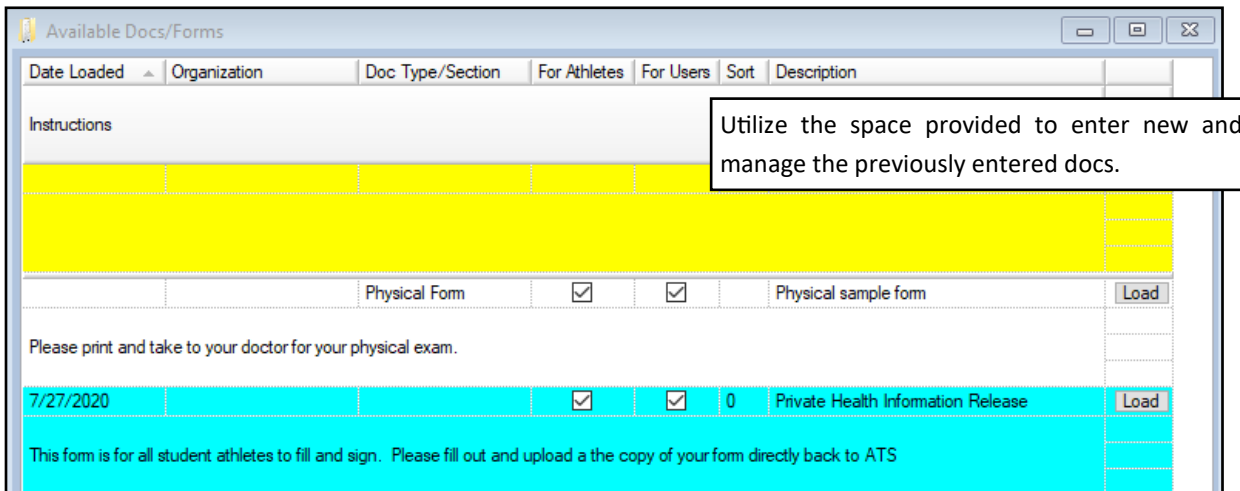 Available Docs/Forms
Date Loaded Organization Doc Type/Section For Athletes For Users Sort Description
Instructions
Utilize the space provided to enter new and
manage the previously entered docs.
Physical Form Physical sample form Load
Please print and take to your doctor for your physical exam.
7/27/2020 0 Private Health Information Release Load
This form is for all student athletes to fill and sign. Please fill out and upload a the copy of your form directly back to ATS